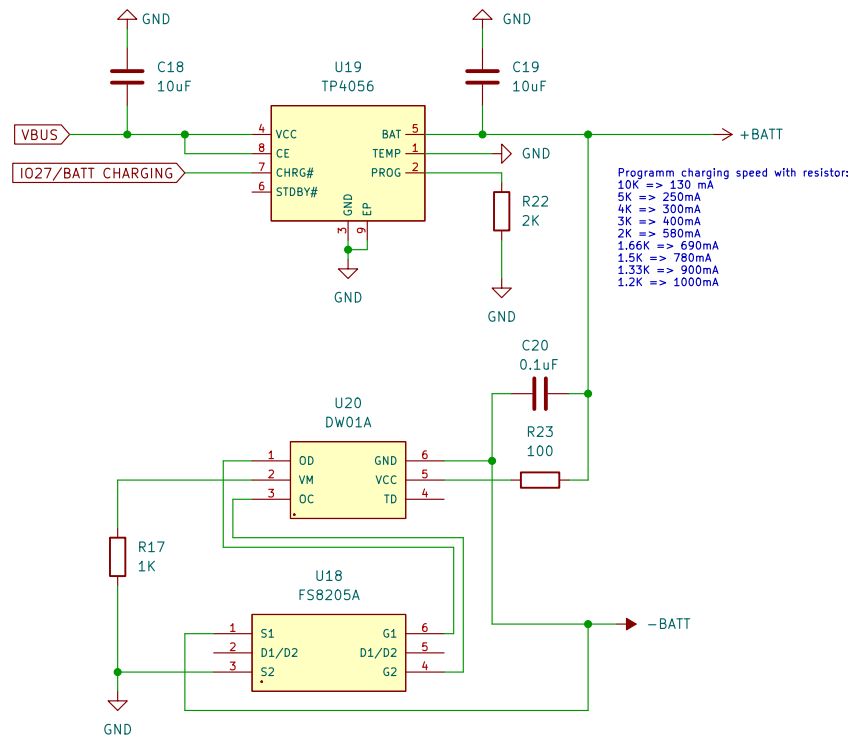 GND
GND
C18
10uF
U19
TP4056
C19
10uF
VBUS
4
VCC
BAT
5
+BATT
8
CE
TEMP
1
GND
IO27/BATT CHARGING
7
CHRG#
PROG
2
6
STDBY#
GND
EP
3
9
R22
2K
GND
GND
Programm charging speed with resistor:
10K => 130 mA
5K => 250mA
4K => 300mA
3K => 400mA
2K => 580mA
1.66K => 690mA
1.5K => 780mA
1.33K => 900mA
1.2K => 1000mA
C20
0.1uF
U20
DW01A
R23
100
1
OD
GND
6
2
VM
VCC
5
3
OC
TD
4
R17
1K
U18
FS8205A
1
S1
G1
6
2
D1/D2
D1/D2
5
3
S2
G2
4
-BATT
GND